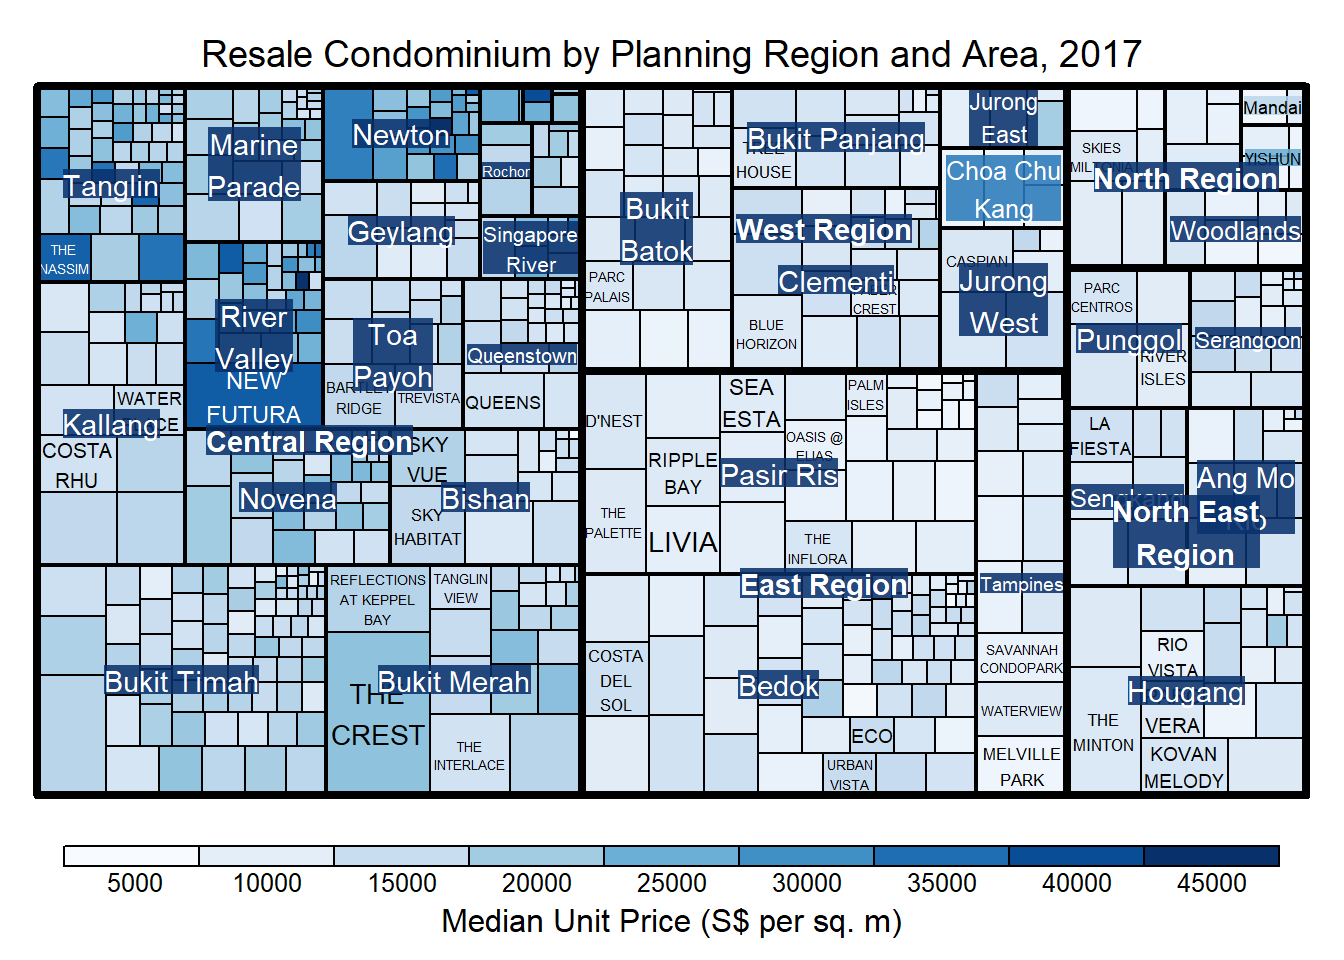 Resale Condominium by Planning Region and Area, 2017
Tanglin
THE
NASSIM
Marine
Parade
Newton
Rochor
Geylang
Singapore
River
River
Valley
NEW
FUTURA
Toa
Payoh
BARTLEY
RIDGE
TREVISTA
Queenstown
QUEENS
Kallang
WATER
COSTA
RHU
Central Region
Novena
SKY
VUE
SKY
HABITAT
Bishan
Bukit Timah
REFLECTIONS
AT KEPPEL
BAY
TANGLIN
VIEW
Bukit Merah
THE
CREST
THE
INTERLACE
Bukit
Batok
PARC
PALAIS
Bukit Panjang
TREE
HOUSE
West Region
Clementi
CREST
BLUE
HORIZON
Jurong
East
Choa Chu
Kang
CASPIAN
Jurong
West
D'NEST
THE
PALETTE
RIPPLE
BAY
LIVIA
SEA
ESTA
OASIS @
ELIAS
PALM
ISLES
Pasir Ris
THE
INFLORA
East Region
COSTA
DEL
SOL
Bedok
ECO
URBAN
VISTA
Tampines
SAVANNAH
CONDOPARK
WATERVIEW
MELVILLE
PARK
SKIES
MILTONIA
North Region
Mandai
YISHUN
Woodlands
PARC
CENTROS
Punggol
RIVER
ISLES
Serangoon
LA
FIESTA
Sengkang
Ang Mo
Kio
North East
Region
RIO
VISTA
Hougang
VERA
THE
MINTON
KOVAN
MELODY
5000 10000 15000 20000 25000 30000 35000 40000 45000
Median Unit Price (S$ per sq. m)